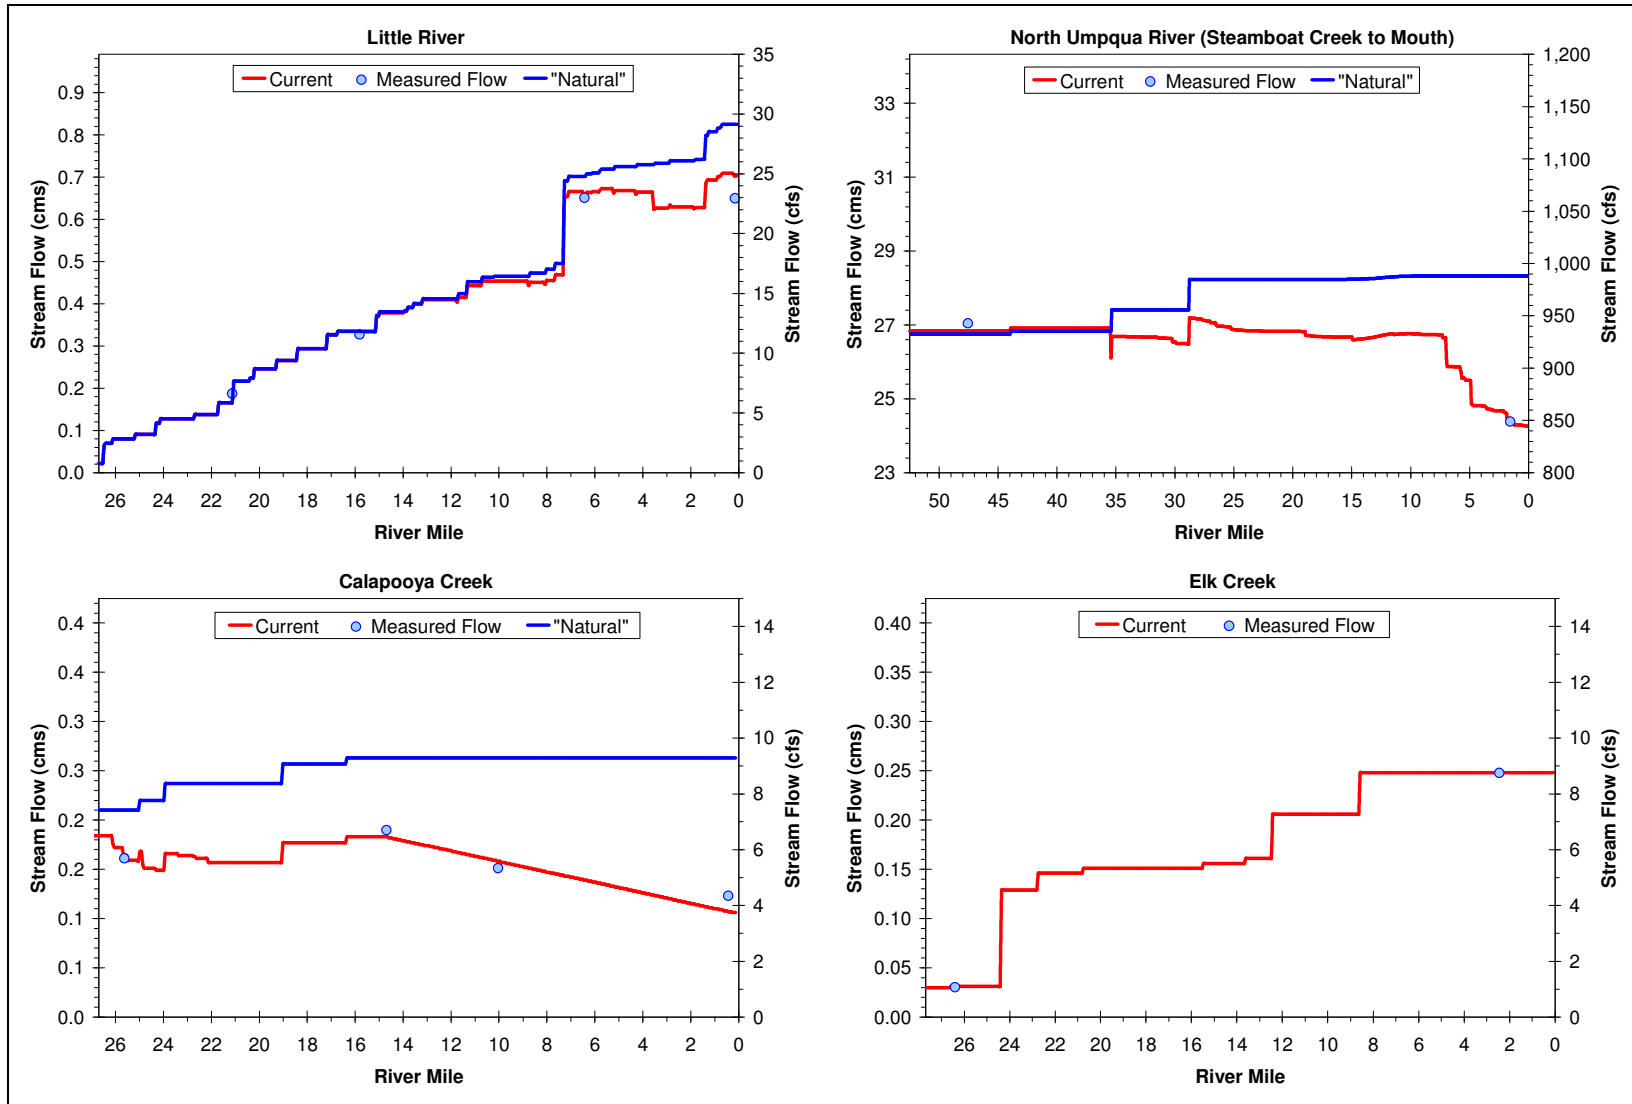 Little River
Current Measured Flow "Natural"
Stream Flow (cms)
0.9
0.8
0.7
0.6
0.5
0.4
0.3
0.2
0.1
0.0
35
30
25
20
15
10
5
0
Stream Flow (cfs)
26 24 22 20 18 16 14 12 10 8 6 4 2 0
River Mile
North Umpqua River (Steamboat Creek to Mouth)
Current Measured Flow "Natural"
Stream Flow (cms)
33
31
29
27
25
23
1,200
1,150
1,100
1,050
1,000
950
900
850
800
Stream Flow (cfs)
50 45 40 35 30 25 20 15 10 5 0
River Mile
Calapooya Creek
Current Measured Flow "Natural"
Stream Flow (cms)
0.4
0.4
0.3
0.3
0.2
0.2
0.1
0.1
0.0
14
12
10
8
6
4
2
0
Stream Flow (cfs)
26 24 22 20 18 16 14 12 10 8 6 4 2 0
River Mile
Elk Creek
Current Measured Flow
Stream Flow (cms)
0.40
0.35
0.30
0.25
0.20
0.15
0.10
0.05
0.00
14
12
10
8
6
4
2
0
Stream Flow (cfs)
26 24 22 20 18 16 14 12 10 8 6 4 2 0
River Mile